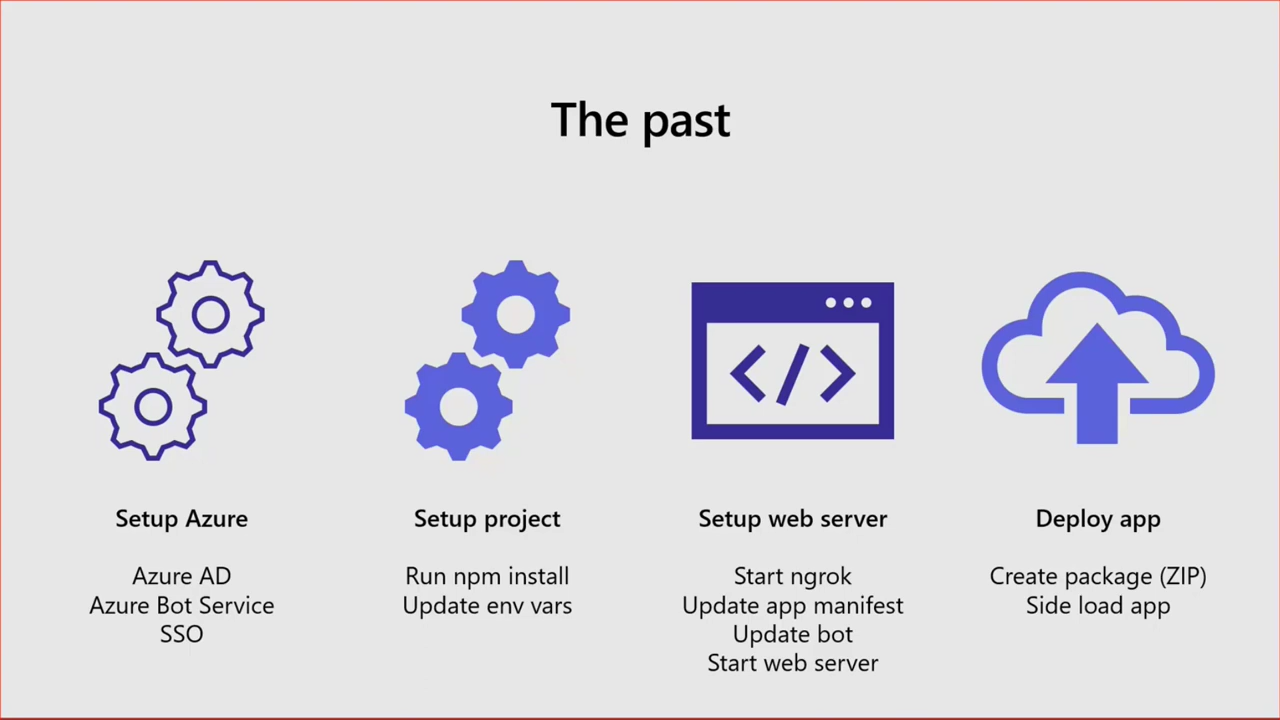 The past
Setup Azure
Azure AD
Azure Bot Service
SSO
Setup project
Run npm install
Update env vars
Setup web server
Start ngrok
Update app manifest
Update bot
Start web server
Deploy app
Create package (ZIP)
Side load app